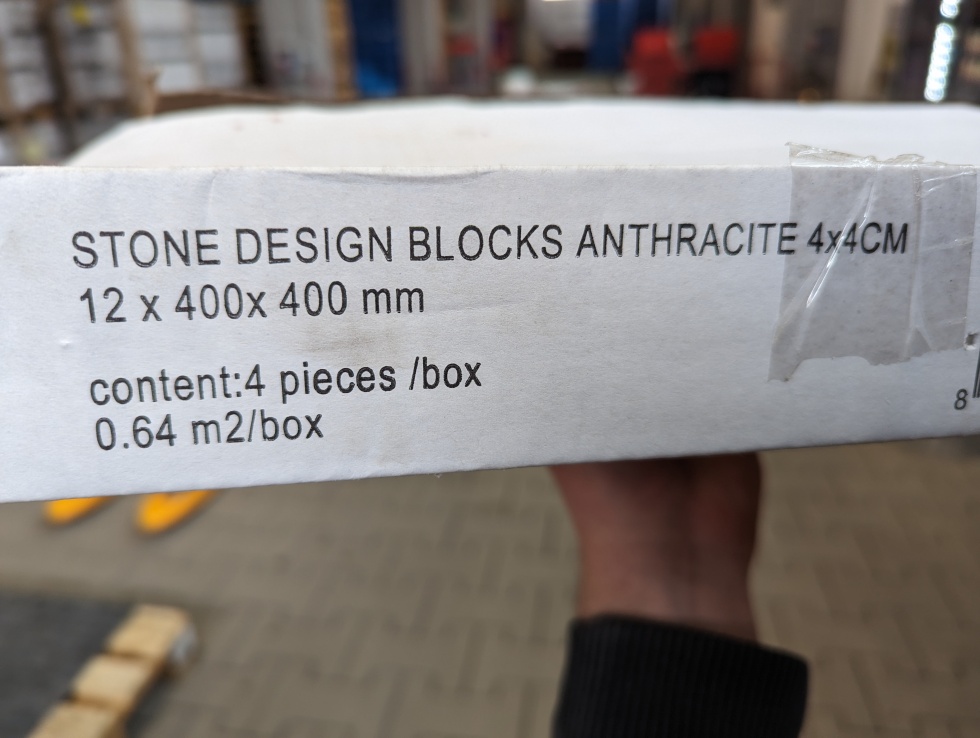 STONE DESIGN BLOCKS ANTHRACITE 4x4CM
12 x 400x 400 mm
content:4 pieces /box
0.64 m2/box
8